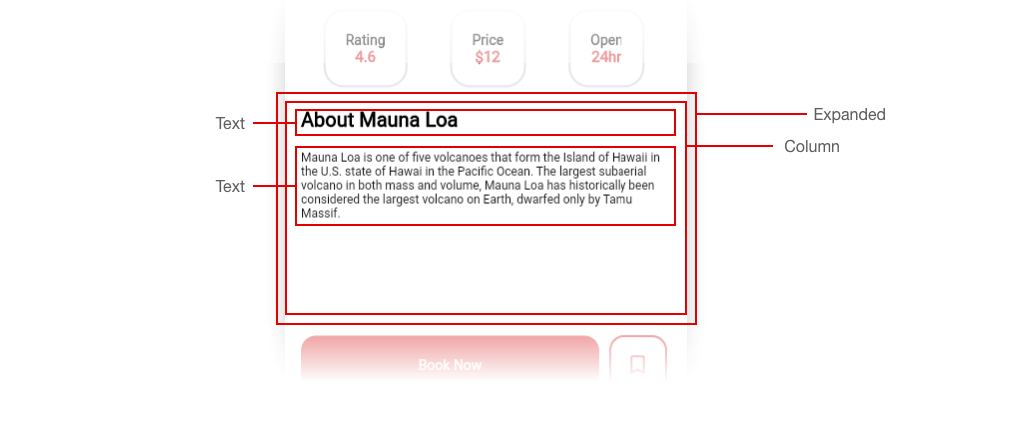 Rating Price Open
4.6 $12 24hr
Text About Mauna Loa Expanded
Column
Text Mauna Loa is one of five volcanoes that form the Island of Hawaii in
the U.S. state of Hawai in the Pacific Ocean. The largest subaerial
volcano in both mass and volume, Mauna Loa has historically been
considered the largest volcano on Earth, dwarfed only by Tamu
Massif.
Book Now